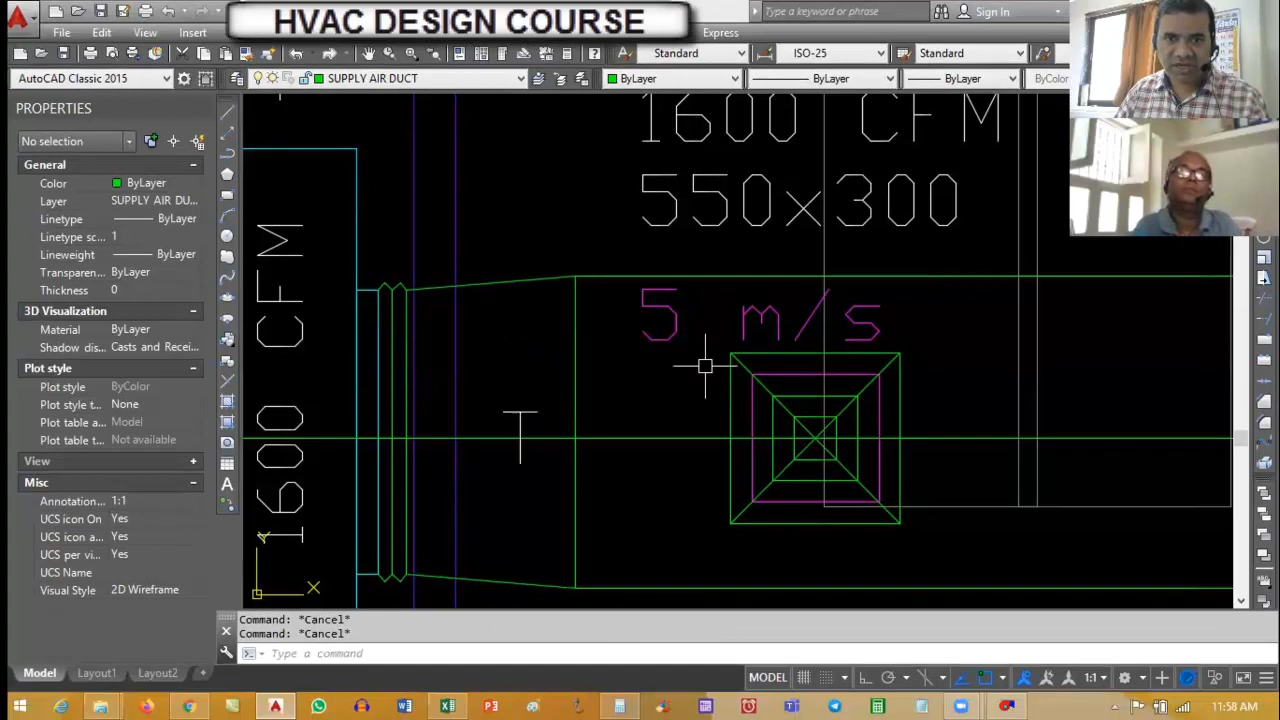 HVAC DESIGN COURSE
Type a keyword or phrase
Sign In
File
Edit
View
Insert
Express
Standard
ISO-25
Standard
AutoCAD Classic 2015
SUPPLY AIR DUCT
ByLayer
ByLayer
ByLayer
ByColor
PROPERTIES
No selection
General
Color ByLayer
Layer SUPPLY AIR DU...
Linetype ByLayer
Linetype sc... 1
Lineweight ByLayer
Transparen... ByLayer
Thickness 0
3D Visualization
Material ByLayer
Shadow dis... Casts and Recei...
Plot style
Plot style ByColor
Plot style t... None
Plot table a... Model
Plot table t... Not available
View
Misc
Annotation... 1:1
UCS icon On Yes
UCS icon a... Yes
UCS per vi... Yes
UCS Name
Visual Style 2D Wireframe
1600 CFM
550x300
5 m/s
1600 CFM
T
Y
X
Command: *Cancel*
Command: *Cancel*
Type a command
Model
Layout1
Layout2
MODEL
1:1
11:58 AM